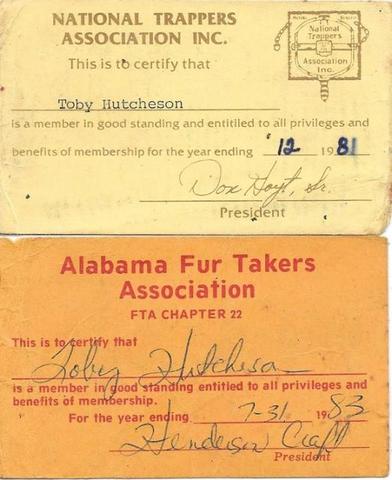 NATIONAL TRAPPERS
ASSOCIATION INC.
National
Trappers
Association
Inc.
This is to certify that
Toby Hutcheson
is a member in good standing and entitiled to all privileges and
benefits of membership for the year ending 12 1981
Don Hoyt, Sr.
President
Alabama Fur Takers
Association
FTA CHAPTER 22
This is to certify that
Toby Hutcheson
is a member in good standing entitled to all privileges and
benefits of membership.
For the year ending 7-31 1983
Henderson Craft
President